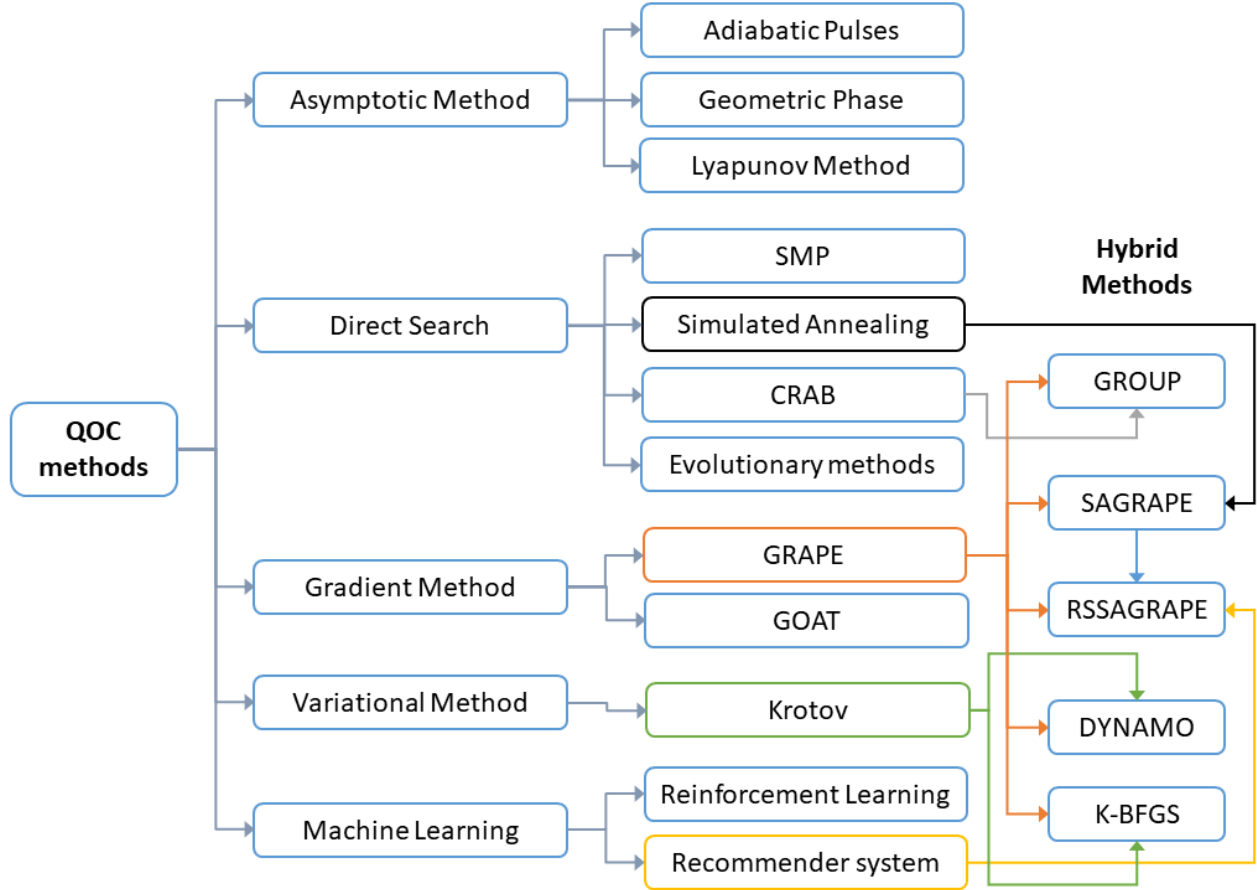 QOC
methods
Asymptotic Method
Adiabatic Pulses
Geometric Phase
Lyapunov Method
Direct Search
SMP
Simulated Annealing
CRAB
Evolutionary methods
Gradient Method
GRAPE
GOAT
Variational Method
Krotov
Machine Learning
Reinforcement Learning
Recommender system
Hybrid
Methods
GROUP
SAGRAPE
RSSAGRAPE
DYNAMO
K-BFGS